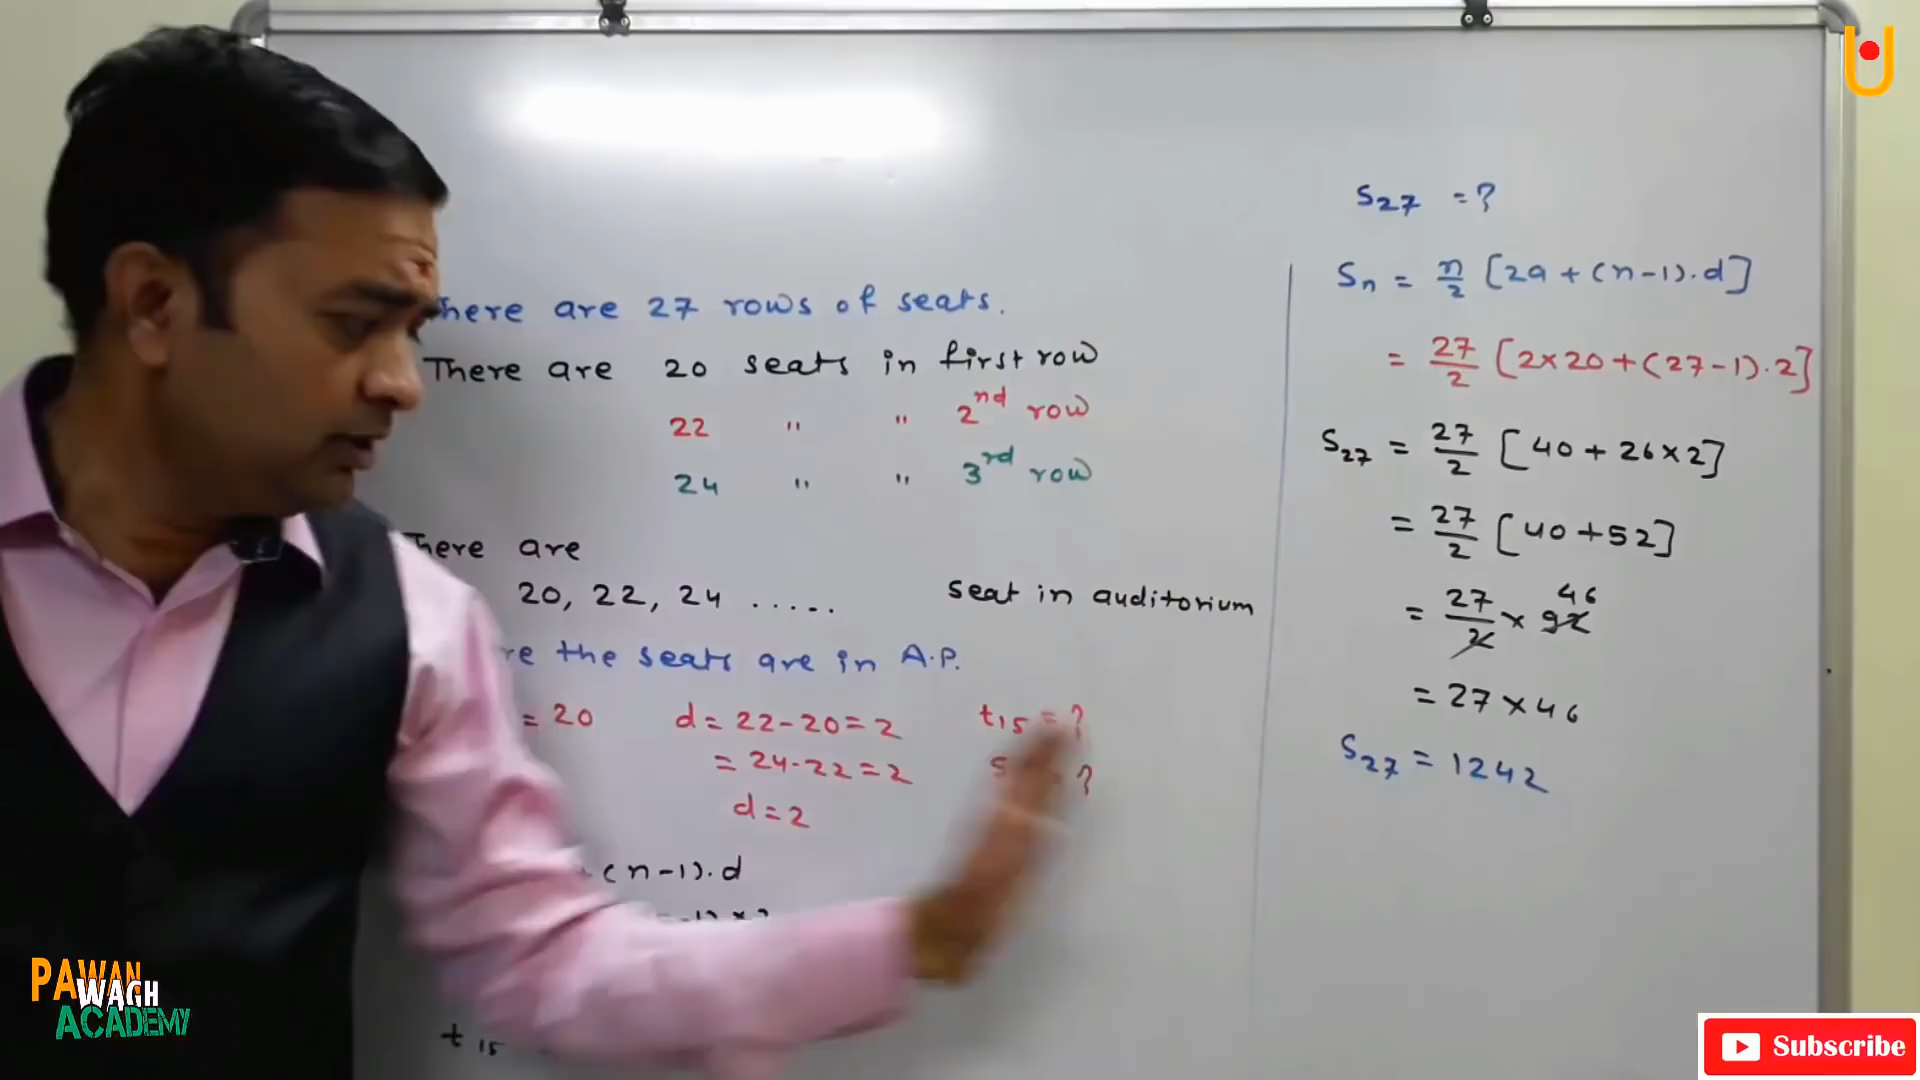 here are 27 rows of seats.
There are 20 seats in first row
22 " " 2nd row
24 " " 3rd row
There are
20, 22, 24 ..... seat in auditorium
re the seats are in A.P.
= 20 d = 22-20 = 2 t15 = ?
= 24-22 = 2 S ?
d = 2
(n-1).d
t15
S27 = ?
Sn = n/2 [2a + (n-1).d]
= 27/2 [2×20 + (27-1).2]
S27 = 27/2 [40 + 26×2]
= 27/2 [40 + 52]
46
= 27/2 × 92
= 27 × 46
S27 = 1242
PAWAN
WAGH
ACADEMY
Subscribe